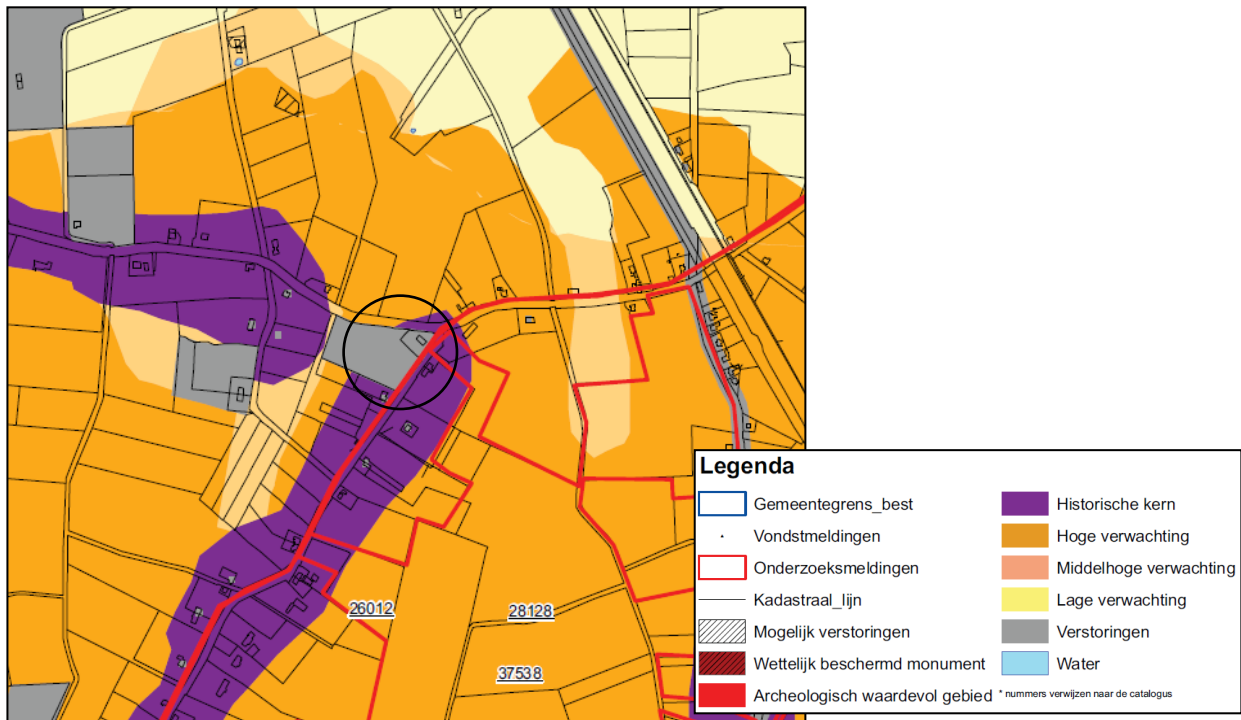 26012
28128
37538
Legenda
Gemeentegrens_best
Vondstmeldingen
Onderzoeksmeldingen
Kadastraal_lijn
Mogelijk verstoringen
Wettelijk beschermd monument
Archeologisch waardevol gebied
Historische kern
Hoge verwachting
Middelhoge verwachting
Lage verwachting
Verstoringen
Water
* nummers verwijzen naar de catalogus